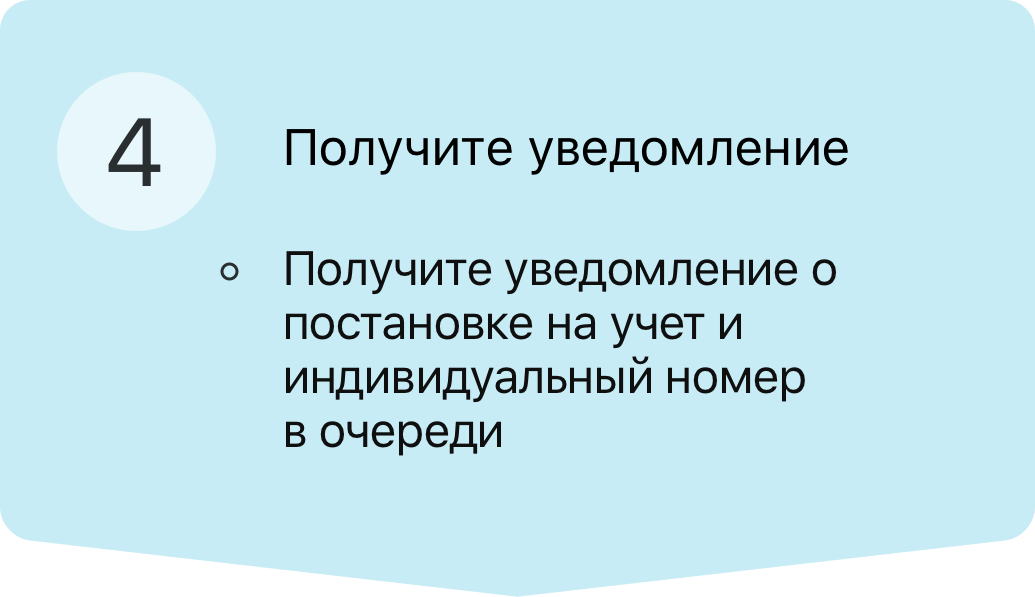 4
Получите уведомление
Получите уведомление о
постановке на учет и
индивидуальный номер
в очереди